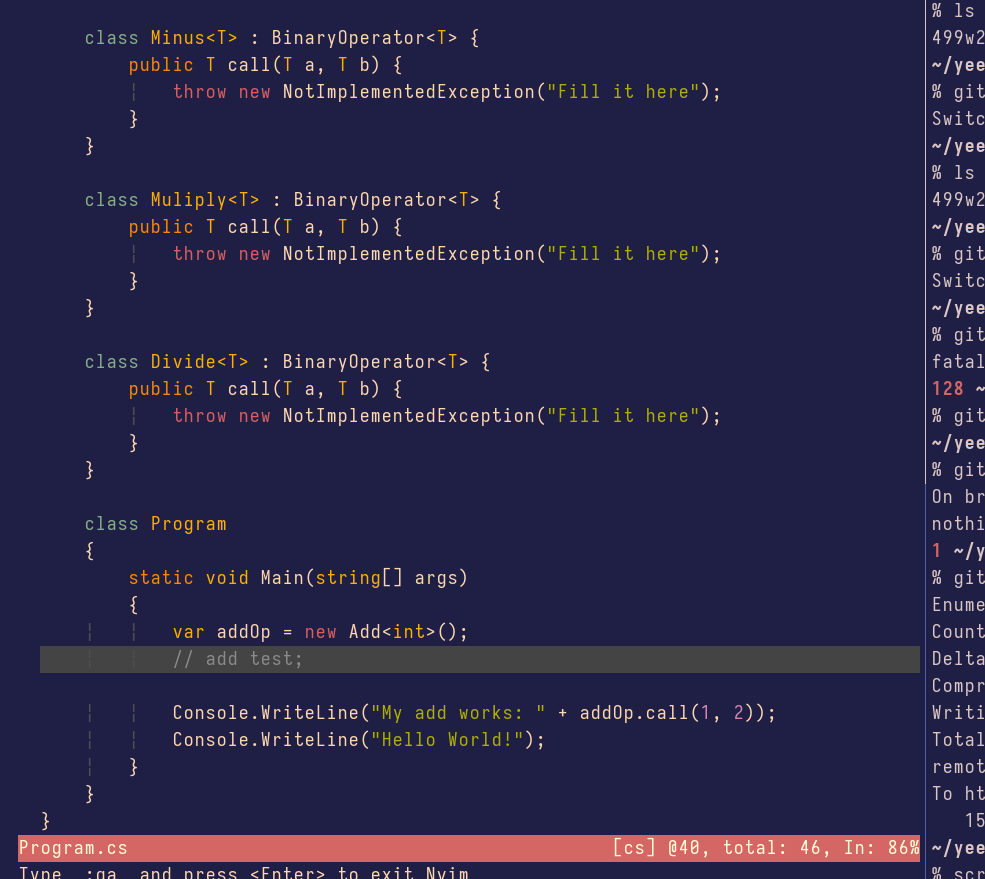 class Minus<T> : BinaryOperator<T> {
public T call(T a, T b) {
throw new NotImplementedException("Fill it here");
}
}
class Muliply<T> : BinaryOperator<T> {
public T call(T a, T b) {
throw new NotImplementedException("Fill it here");
}
}
class Divide<T> : BinaryOperator<T> {
public T call(T a, T b) {
throw new NotImplementedException("Fill it here");
}
}
class Program
{
static void Main(string[] args)
{
var addOp = new Add<int>();
// add test;
Console.WriteLine("My add works: " + addOp.call(1, 2));
Console.WriteLine("Hello World!");
}
}
}
Program.cs [cs] @40, total: 46, In: 86%
Type :qa and press <Enter> to exit Nvim
% ls
499w2
~/yee
% git
Switc
~/yee
% ls
499w2
~/yee
% git
Switc
~/yee
% git
fatal
128 ~
% git
~/yee
% git
On br
nothi
1 ~/y
% git
Enume
Count
Delta
Compr
Writi
Total
remot
To ht
15
~/yee
% scr